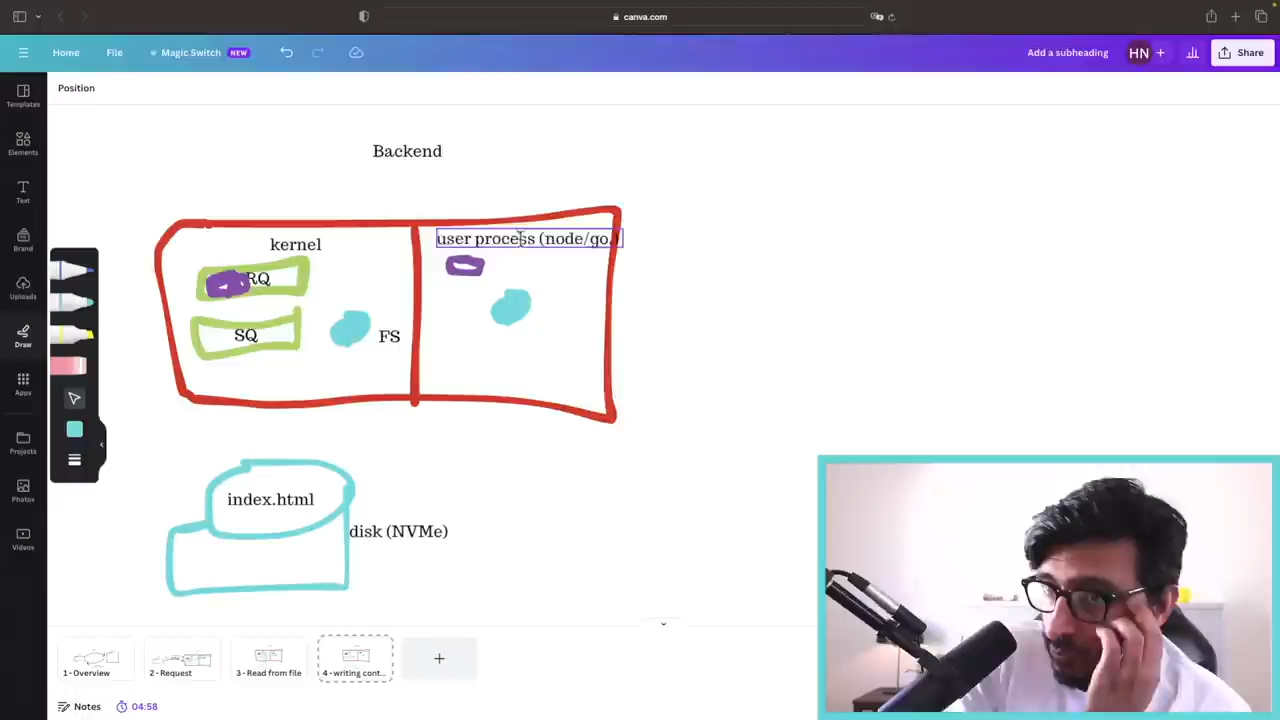 canva.com
Home
File
Magic Switch
NEW
Add a subheading
HN
Share
Templates
Elements
Text
Brand
Uploads
Draw
Apps
Projects
Photos
Videos
Position
Backend
kernel
user process (node/go,)
RQ
SQ
FS
index.html
disk (NVMe)
1 - Overview
2 - Request
3 - Read from file
4 - writing cont...
Notes
04:58